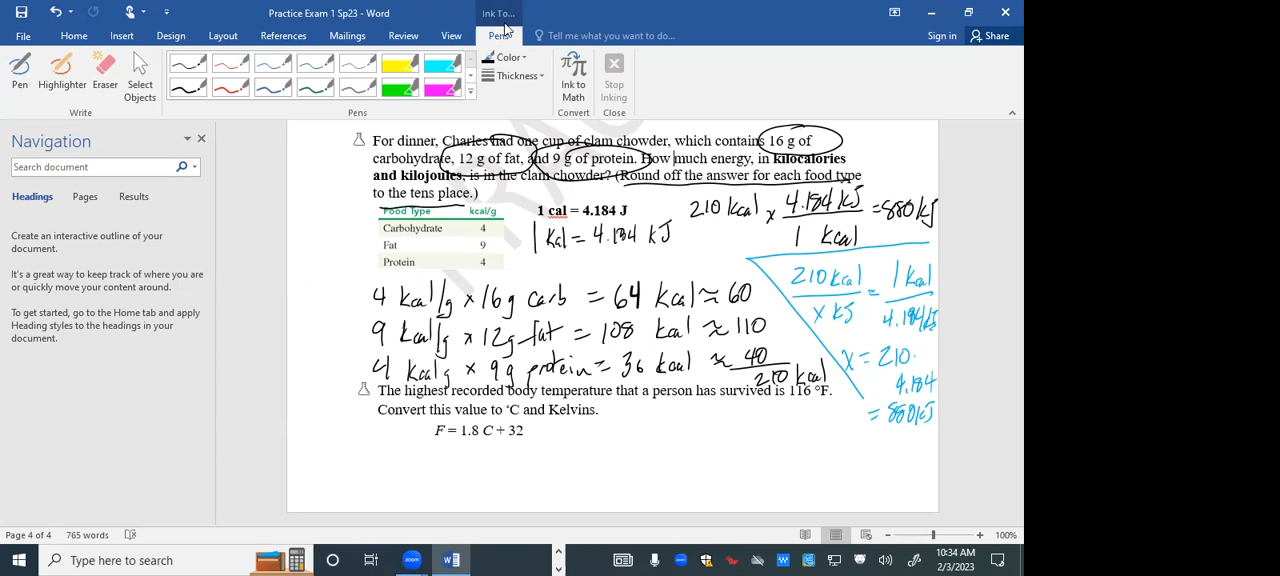 Practice Exam 1 Sp23 - Word
Ink To...
File Home Insert Design Layout References Mailings Review View Pens Tell me what you want to do... Sign in Share
Pen Highlighter Eraser Select Objects
Color
Thickness
Ink to Math
Stop Inking
Write Pens Convert Close
Navigation
Search document
Headings Pages Results
Create an interactive outline of your document.
It's a great way to keep track of where you are or quickly move your content around.
To get started, go to the Home tab and apply Heading styles to the headings in your document.
For dinner, Charles had one cup of clam chowder, which contains 16 g of
carbohydrate, 12 g of fat, and 9 g of protein. How much energy, in kilocalories
and kilojoules, is in the clam chowder? (Round off the answer for each food type
to the tens place.)
Food Type kcal/g
Carbohydrate 4
Fat 9
Protein 4
1 cal = 4.184 J
1 Kal = 4.184 kJ
210 kcal x 4.184 kJ / 1 kcal = 880 kJ
210 kcal / x kJ = 1 kcal / 4.184 kJ
x = 210 ·
4.184
= 880 kJ
4 kcal/g x 16g carb = 64 kcal ≈ 60
9 kcal/g x 12g fat = 108 kcal ≈ 110
4 kcal/g x 9g protein = 36 kcal ≈ 40
210 kcal
The highest recorded body temperature that a person has survived is 116 °F.
Convert this value to °C and Kelvins.
F = 1.8 C + 32
Page 4 of 4 765 words
100%
Type here to search
zoom
10:34 AM
2/3/2023